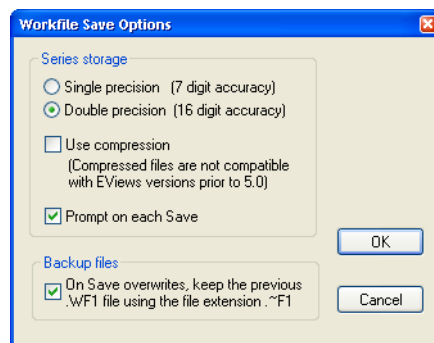 Workfile Save Options
Series storage
Single precision (7 digit accuracy)
Double precision (16 digit accuracy)
Use compression
(Compressed files are not compatible
with EViews versions prior to 5.0)
Prompt on each Save
OK
Backup files
On Save overwrites, keep the previous
.WF1 file using the file extension .~F1
Cancel